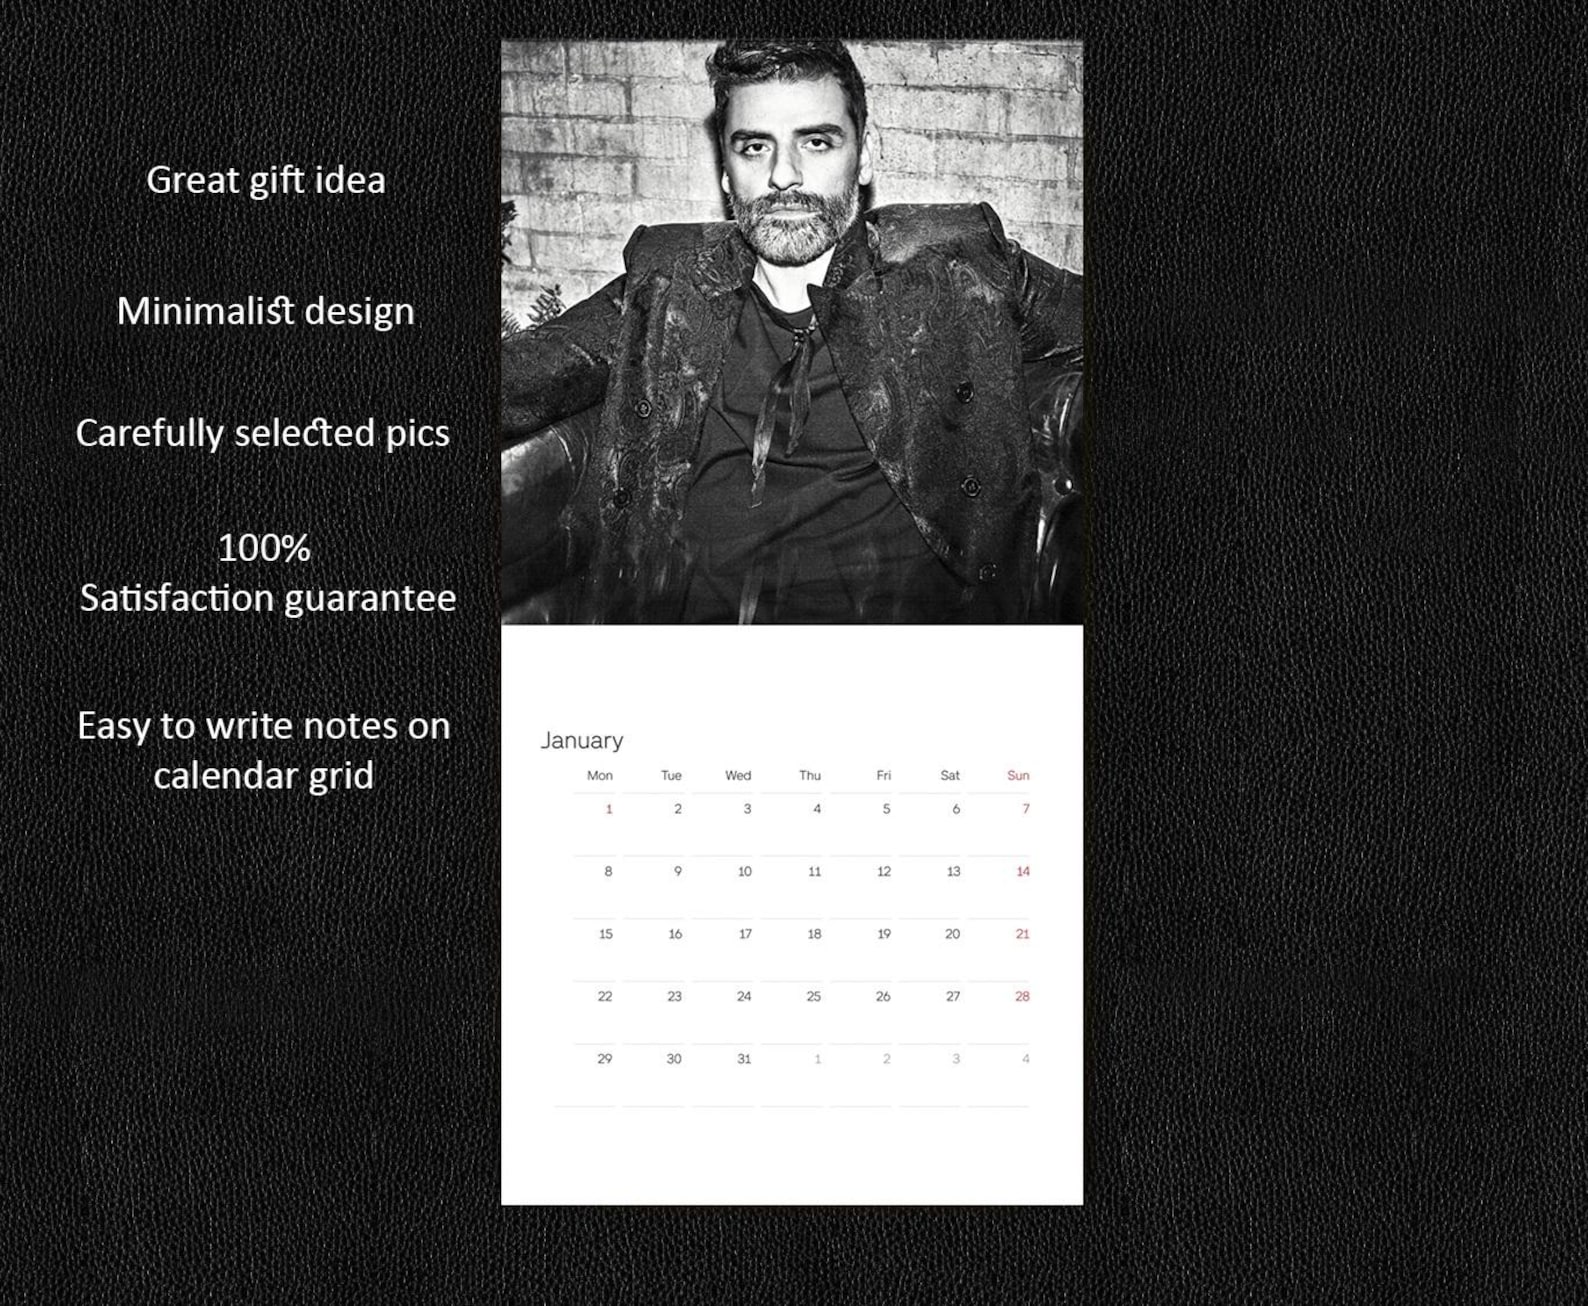 Great gift idea
Minimalist design
Carefully selected pics
100%
Satisfaction guarantee
Easy to write notes on
calendar grid
January
Mon Tue Wed Thu Fri Sat Sun
1 2 3 4 5 6 7
8 9 10 11 12 13 14
15 16 17 18 19 20 21
22 23 24 25 26 27 28
29 30 31 1 2 3 4